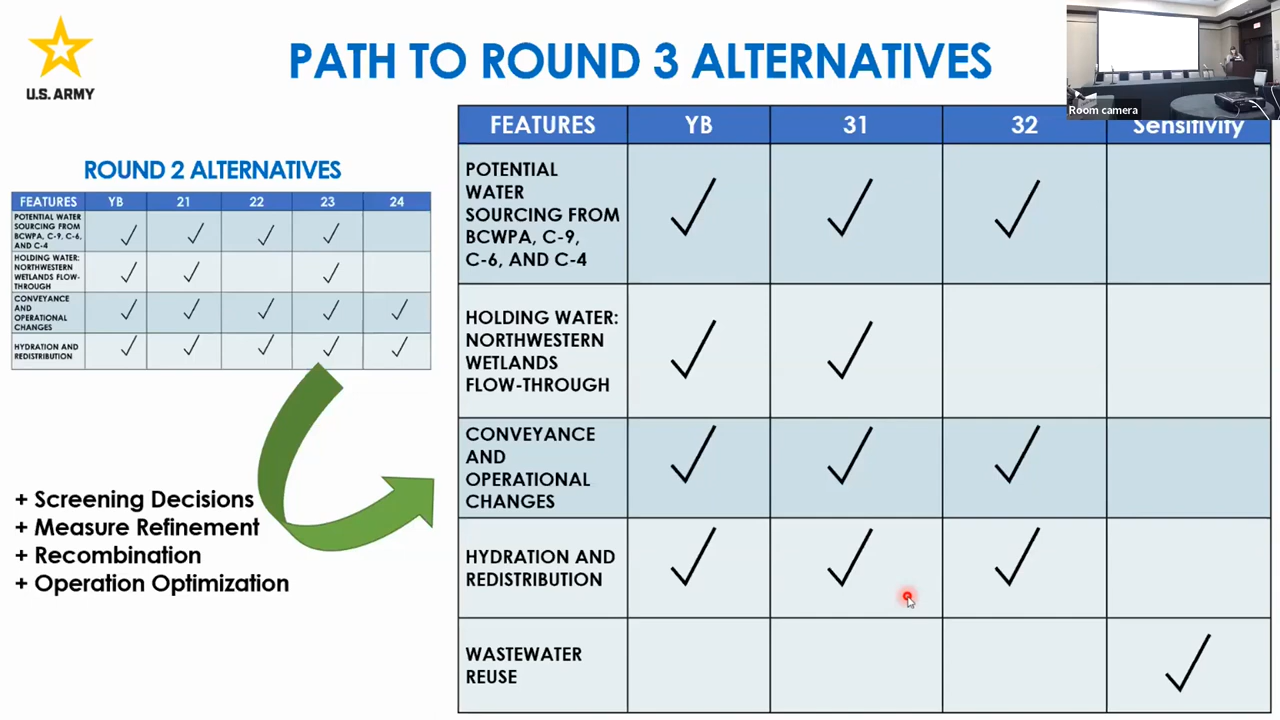 PATH TO ROUND 3 ALTERNATIVES
U.S. ARMY
Room camera
ROUND 2 ALTERNATIVES
FEATURES YB 21 22 23 24
POTENTIAL WATER
SOURCING FROM
BCWPA, C-9, C-6,
AND C-4
HOLDING WATER:
NORTHWESTERN
WETLANDS FLOW-
THROUGH
CONVEYANCE
AND
OPERATIONAL
CHANGES
HYDRATION AND
REDISTRIBUTION
+ Screening Decisions
+ Measure Refinement
+ Recombination
+ Operation Optimization
FEATURES YB 31 32 Sensitivity
POTENTIAL
WATER
SOURCING FROM
BCWPA, C-9,
C-6, AND C-4
HOLDING WATER:
NORTHWESTERN
WETLANDS
FLOW-THROUGH
CONVEYANCE
AND
OPERATIONAL
CHANGES
HYDRATION AND
REDISTRIBUTION
WASTEWATER
REUSE